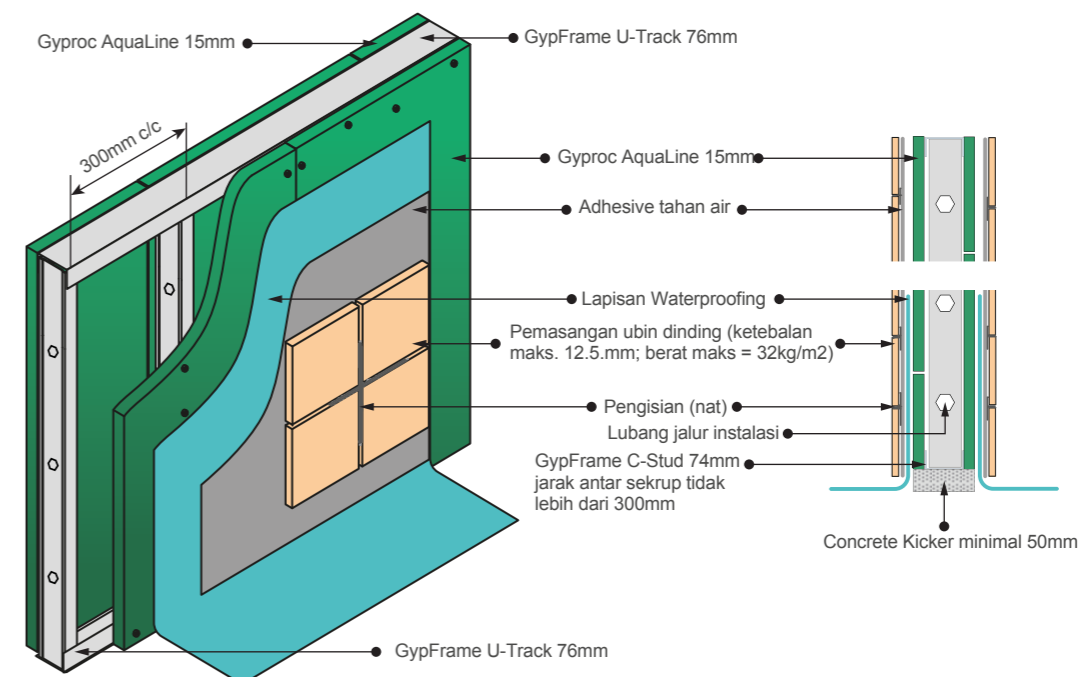 Gyproc AquaLine 15mm
GypFrame U-Track 76mm
300mm c/c
Gyproc AquaLine 15mm
Adhesive tahan air
Lapisan Waterproofing
Pemasangan ubin dinding (ketebalan
maks. 12.5.mm; berat maks = 32kg/m2)
Pengisian (nat)
Lubang jalur instalasi
GypFrame C-Stud 74mm
jarak antar sekrup tidak
lebih dari 300mm
Concrete Kicker minimal 50mm
GypFrame U-Track 76mm